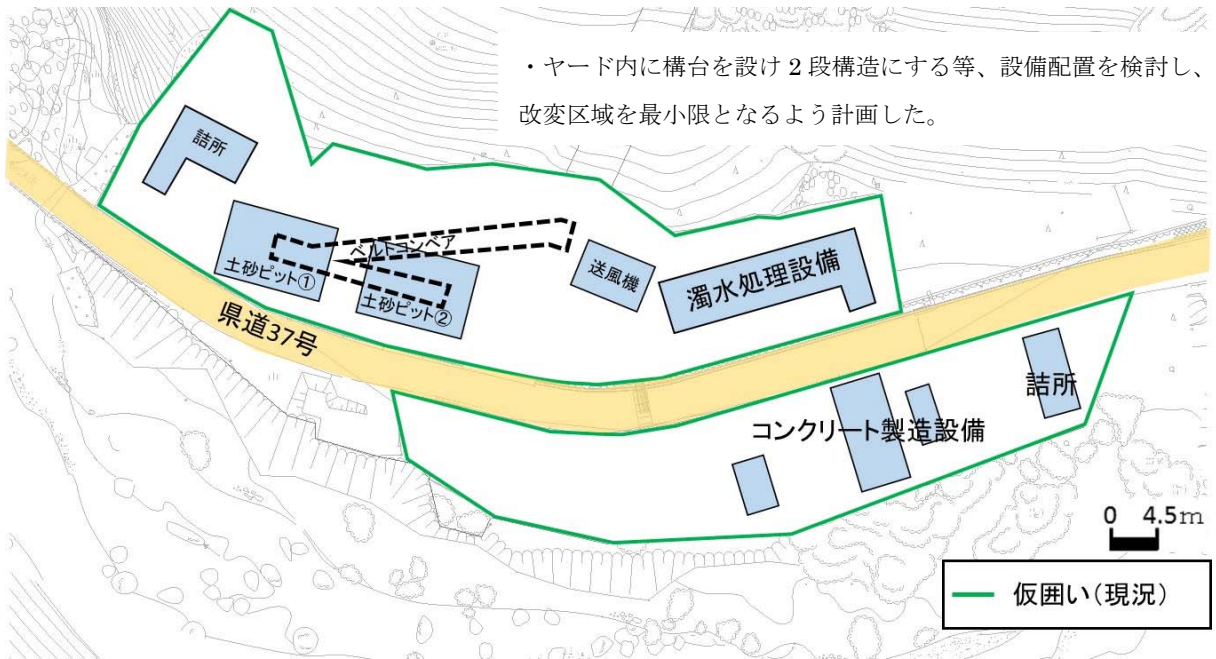 ・ヤード内に構台を設け2段構造にする等、設備配置を検討し、
改変区域を最小限となるよう計画した。
詰所
ベルトコンベア
土砂ピット①
土砂ピット②
送風機
濁水処理設備
県道37号
詰所
コンクリート製造設備
0 4.5m
仮囲い(現況)